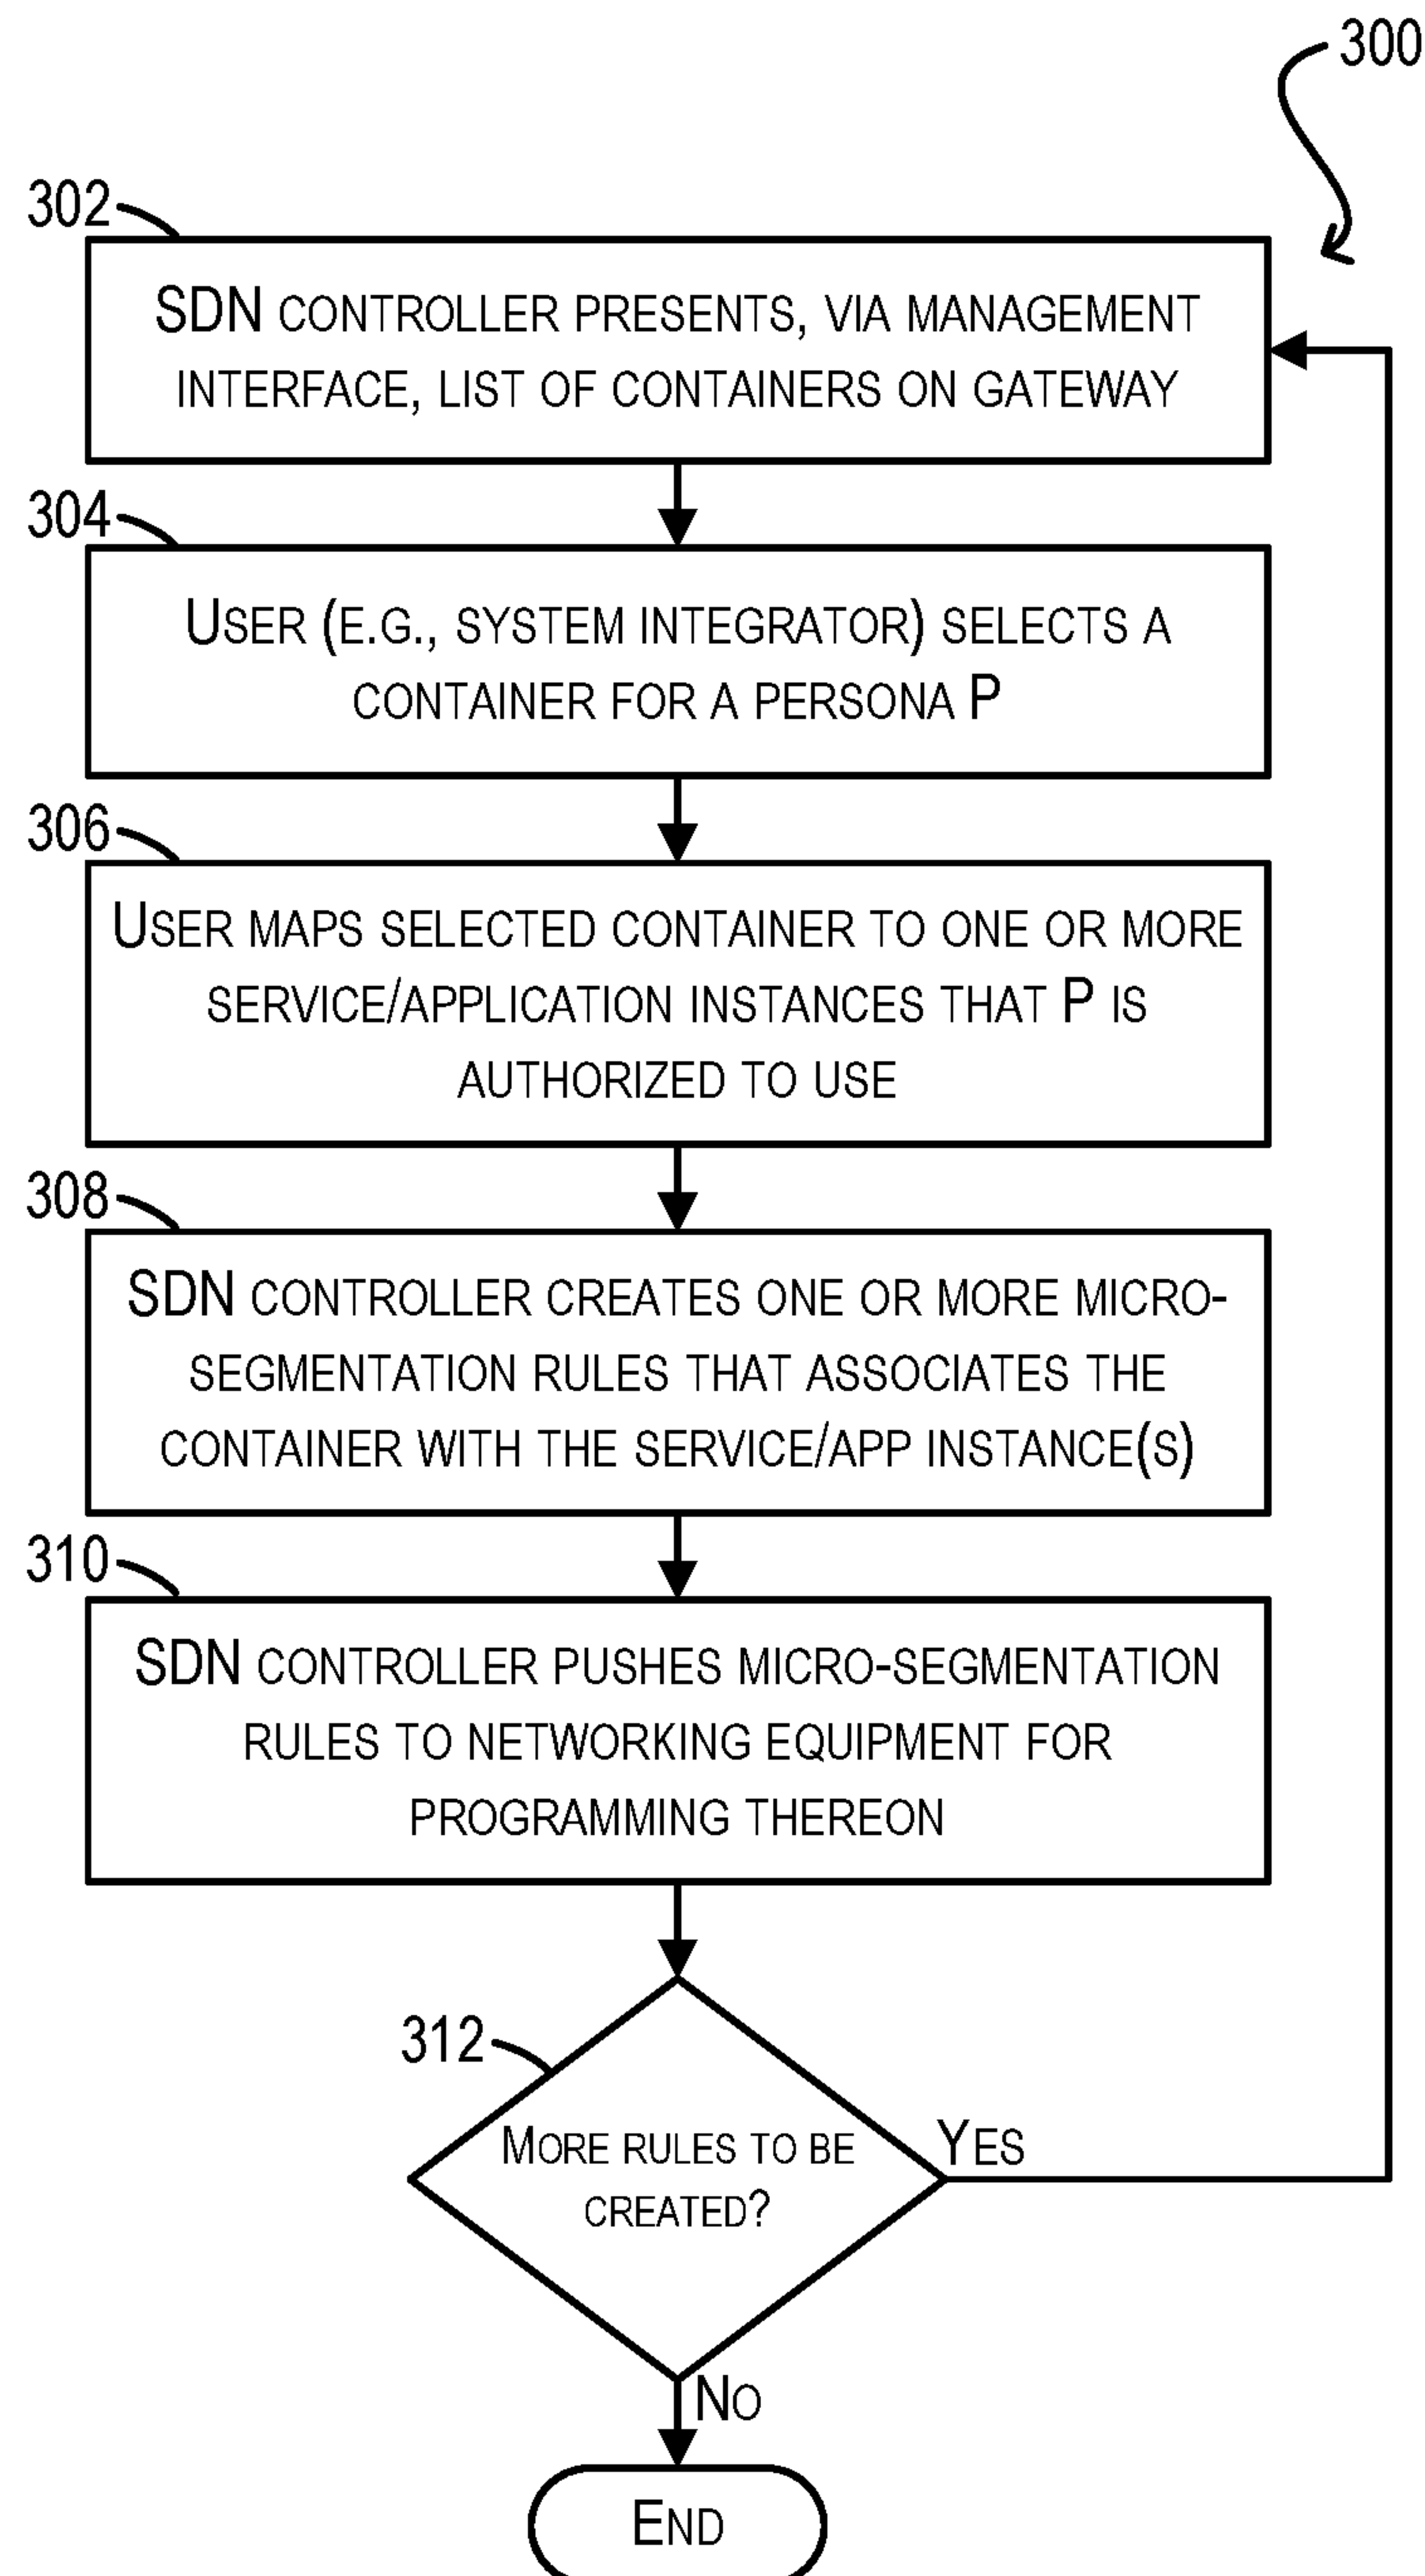 300
302
SDN CONTROLLER PRESENTS, VIA MANAGEMENT
INTERFACE, LIST OF CONTAINERS ON GATEWAY
304
USER (E.G., SYSTEM INTEGRATOR) SELECTS A
CONTAINER FOR A PERSONA P
306
USER MAPS SELECTED CONTAINER TO ONE OR MORE
SERVICE/APPLICATION INSTANCES THAT P IS
AUTHORIZED TO USE
308
SDN CONTROLLER CREATES ONE OR MORE MICRO-
SEGMENTATION RULES THAT ASSOCIATES THE
CONTAINER WITH THE SERVICE/APP INSTANCE(S)
310
SDN CONTROLLER PUSHES MICRO-SEGMENTATION
RULES TO NETWORKING EQUIPMENT FOR
PROGRAMMING THEREON
312
MORE RULES TO BE
CREATED?
YES
NO
END